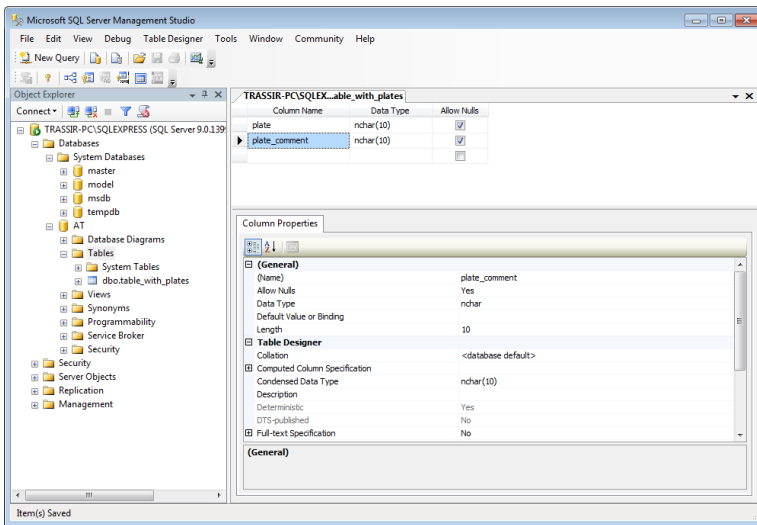 Microsoft SQL Server Management Studio
File Edit View Debug Table Designer Tools Window Community Help
New Query
Object Explorer
Connect
TRASSIR-PC\SQLEXPRESS (SQL Server 9.0.139
Databases
System Databases
master
model
msdb
tempdb
AT
Database Diagrams
Tables
System Tables
dbo.table_with_plates
Views
Synonyms
Programmability
Service Broker
Security
Security
Server Objects
Replication
Management
TRASSIR-PC\SQLEX...able_with_plates
Column Name Data Type Allow Nulls
plate nchar(10)
plate_comment nchar(10)
Column Properties
(General)
(Name) plate_comment
Allow Nulls Yes
Data Type nchar
Default Value or Binding
Length 10
Table Designer
Collation <database default>
Computed Column Specification
Condensed Data Type nchar(10)
Description
Deterministic Yes
DTS-published No
Full-text Specification No
(General)
Item(s) Saved